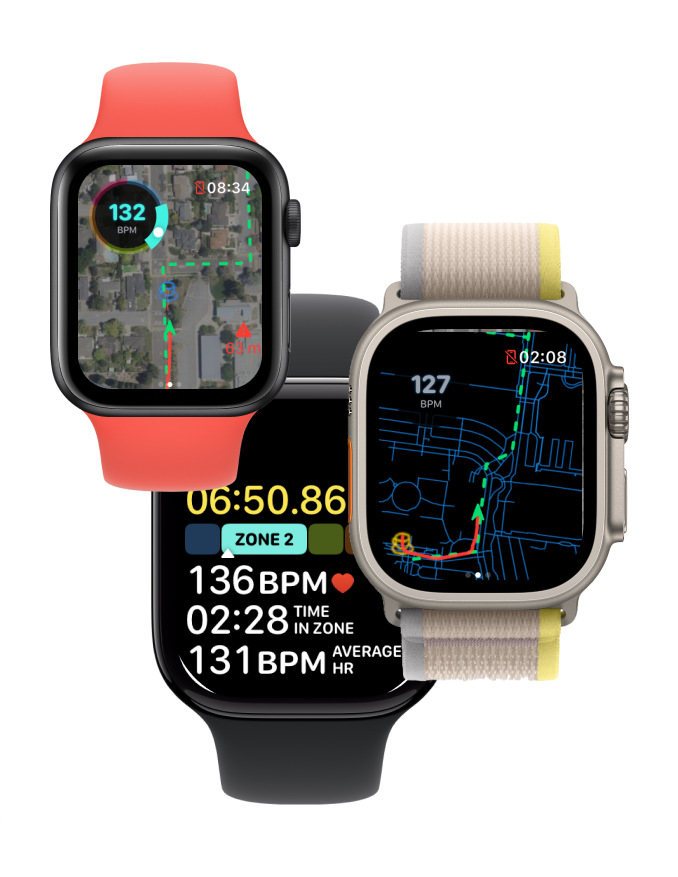 08:34
132
BPM
63 m
02:08
127
BPM
06:50.86
ZONE 2
136BPM
02:28 TIME
IN ZONE
131BPM AVERAGE
HR